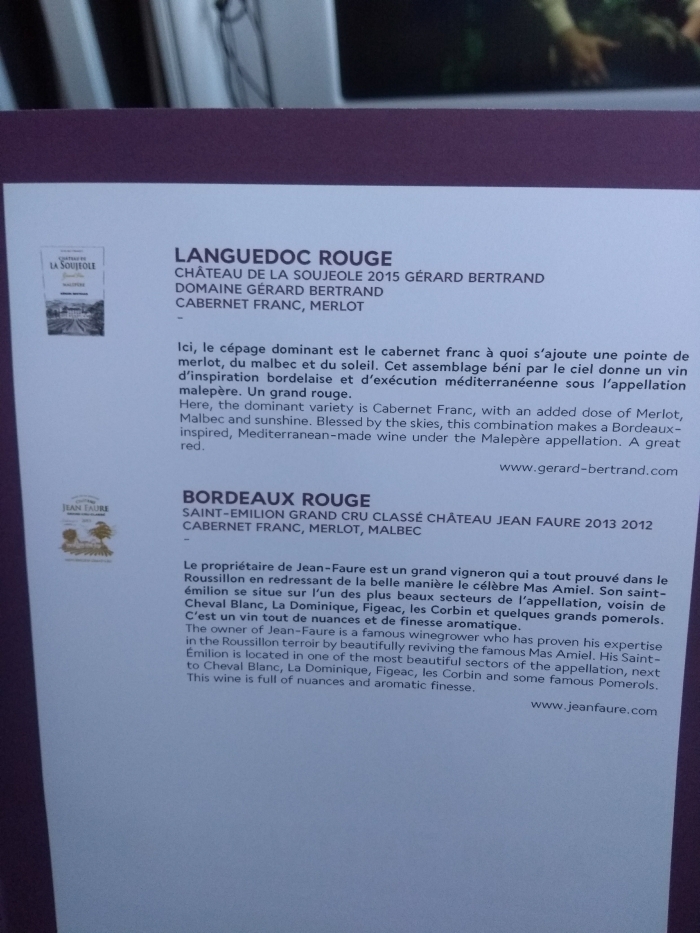 CHÂTEAU DE
LA SOUJEOLE
Grand Vin
MALEPÈRE
GÉRARD BERTRAND
LANGUEDOC ROUGE
CHÂTEAU DE LA SOUJEOLE 2015 GÉRARD BERTRAND
DOMAINE GÉRARD BERTRAND
CABERNET FRANC, MERLOT
–
Ici, le cépage dominant est le cabernet franc à quoi s'ajoute une pointe de
merlot, du malbec et du soleil. Cet assemblage béni par le ciel donne un vin
d'inspiration bordelaise et d'exécution méditerranéenne sous l'appellation
malepère. Un grand rouge.
Here, the dominant variety is Cabernet Franc, with an added dose of Merlot,
Malbec and sunshine. Blessed by the skies, this combination makes a Bordeaux-
inspired, Mediterranean-made wine under the Malepère appellation. A great
red.
www.gerard-bertrand.com
JEAN FAURE
BORDEAUX ROUGE
SAINT-EMILION GRAND CRU CLASSÉ CHÂTEAU JEAN FAURE 2013 2012
CABERNET FRANC, MERLOT, MALBEC
–
Le propriétaire de Jean-Faure est un grand vigneron qui a tout prouvé dans le
Roussillon en redressant de la belle manière le célèbre Mas Amiel. Son saint-
émilion se situe sur l'un des plus beaux secteurs de l'appellation, voisin de
Cheval Blanc, La Dominique, Figeac, les Corbin et quelques grands pomerols.
C'est un vin tout de nuances et de finesse aromatique.
The owner of Jean-Faure is a famous winegrower who has proven his expertise
in the Roussillon terroir by beautifully reviving the famous Mas Amiel. His Saint-
Émilion is located in one of the most beautiful sectors of the appellation, next
to Cheval Blanc, La Dominique, Figeac, les Corbin and some famous Pomerols.
This wine is full of nuances and aromatic finesse.
www.jeanfaure.com